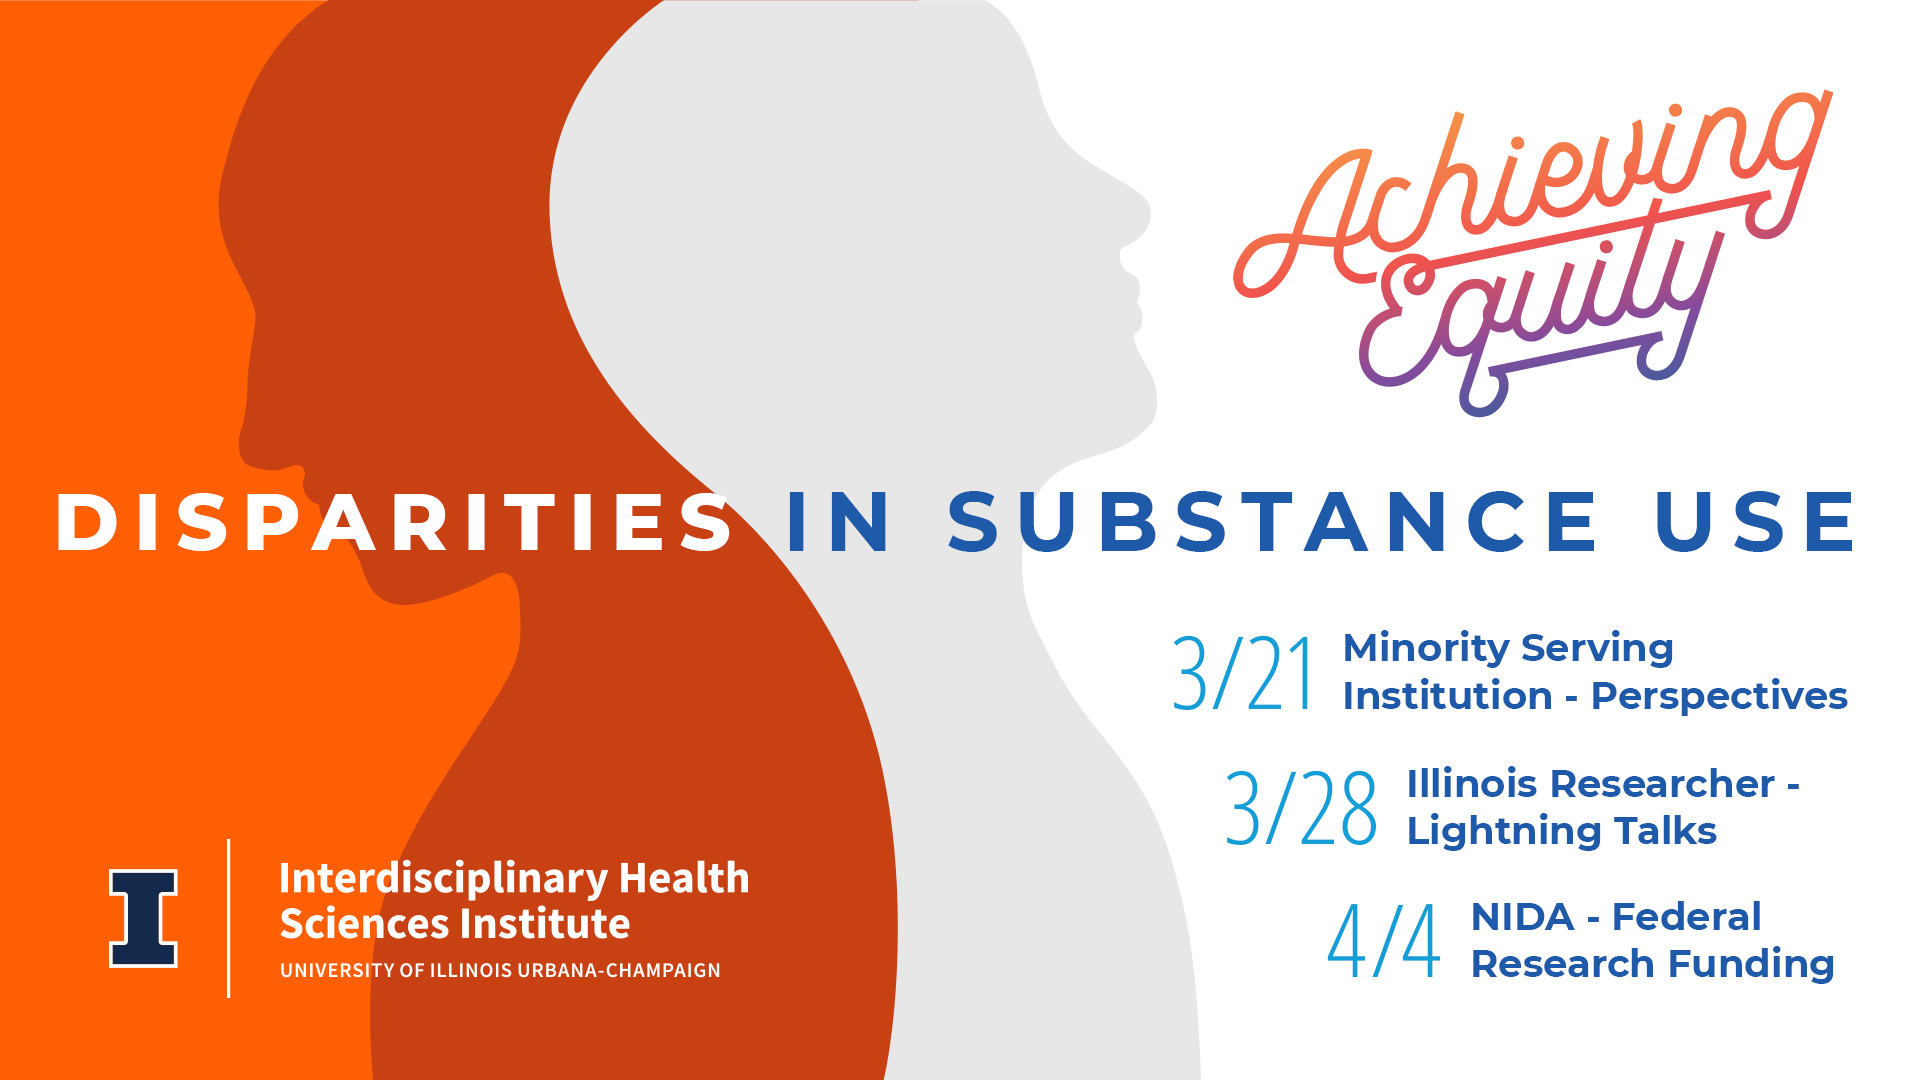 Achieving
Equity
DISPARITIES IN SUBSTANCE USE
3/21 Minority Serving
Institution - Perspectives
3/28 Illinois Researcher -
Lightning Talks
4/4 NIDA - Federal
Research Funding
I
Interdisciplinary Health
Sciences Institute
UNIVERSITY OF ILLINOIS URBANA-CHAMPAIGN